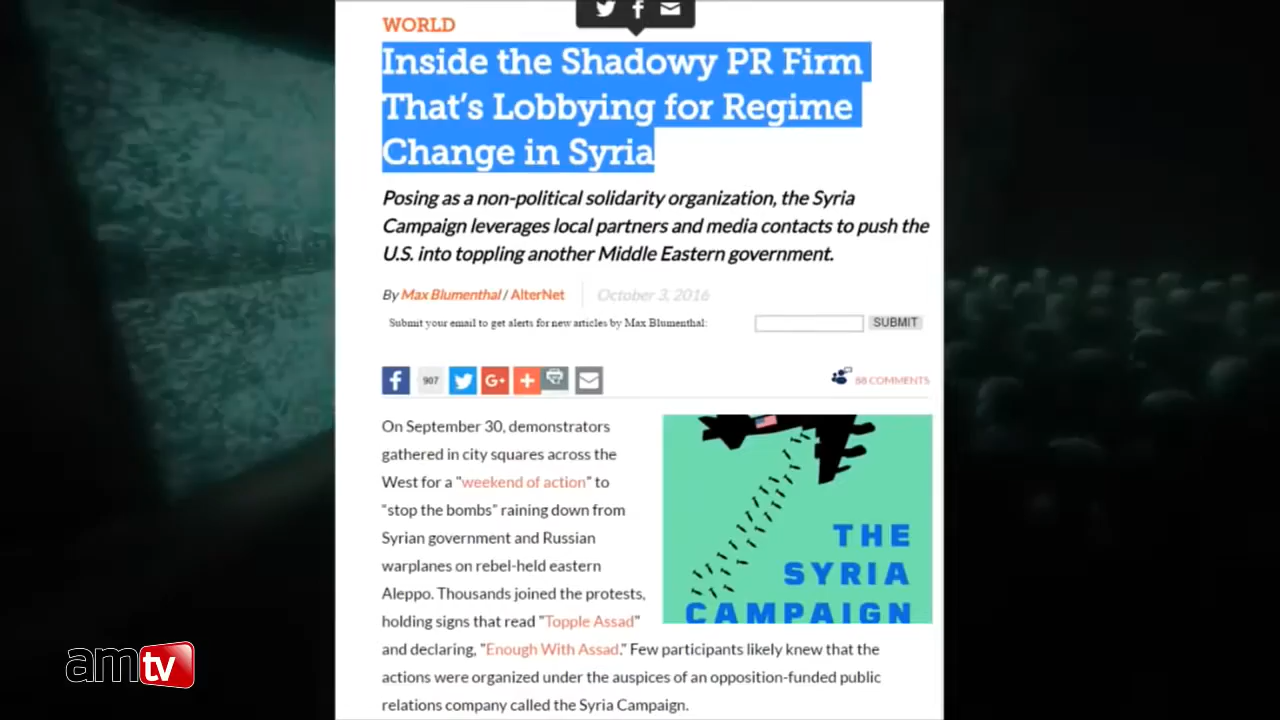 WORLD
Inside the Shadowy PR Firm
That's Lobbying for Regime
Change in Syria
Posing as a non-political solidarity organization, the Syria
Campaign leverages local partners and media contacts to push the
U.S. into toppling another Middle Eastern government.
By Max Blumenthal / AlterNet October 3, 2016
Submit your email to get alerts for new articles by Max Blumenthal: SUBMIT
907
88 COMMENTS
On September 30, demonstrators
gathered in city squares across the
West for a "weekend of action" to
"stop the bombs" raining down from
Syrian government and Russian
warplanes on rebel-held eastern
Aleppo. Thousands joined the protests,
holding signs that read "Topple Assad"
and declaring, "Enough With Assad." Few participants likely knew that the
actions were organized under the auspices of an opposition-funded public
relations company called the Syria Campaign.
THE
SYRIA
CAMPAIGN
amtv